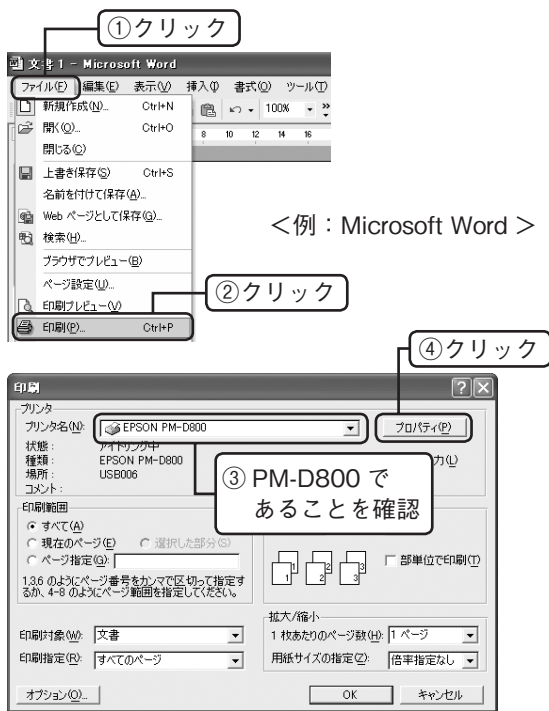 ①クリック
文書 1 - Microsoft Word
ファイル(F) 編集(E) 表示(V) 挿入(I) 書式(O) ツール(T)
100%
新規作成(N)... Ctrl+N
開く(O)... Ctrl+O
8 10 12 14 16
閉じる(C)
上書き保存(S) Ctrl+S
名前を付けて保存(A)...
Web ページとして保存(G)...
検索(H)...
＜例：Microsoft Word＞
ブラウザでプレビュー(B)
ページ設定(U)...
②クリック
印刷プレビュー(V)
印刷(P)... Ctrl+P
④クリック
印刷
プリンタ
プリンタ名(N): EPSON PM-D800 プロパティ(P)
状態: アイドリング中
種類: EPSON PM-D800 力(L)
場所: USB006
コメント:
③ PM-D800 で
あることを確認
印刷範囲
すべて(A)
現在のページ(E) 選択した部分(S)
ページ指定(G):
1,3,6 のようにページ番号をカンマで区切って指定す
るか、4-8 のようにページ範囲を指定してください。
1 1 2 2 3 3
部単位で印刷(T)
拡大/縮小
印刷対象(W): 文書 1 枚あたりのページ数(H): 1 ページ
印刷指定(R): すべてのページ 用紙サイズの指定(Z): 倍率指定なし
オプション(O)... OK キャンセル